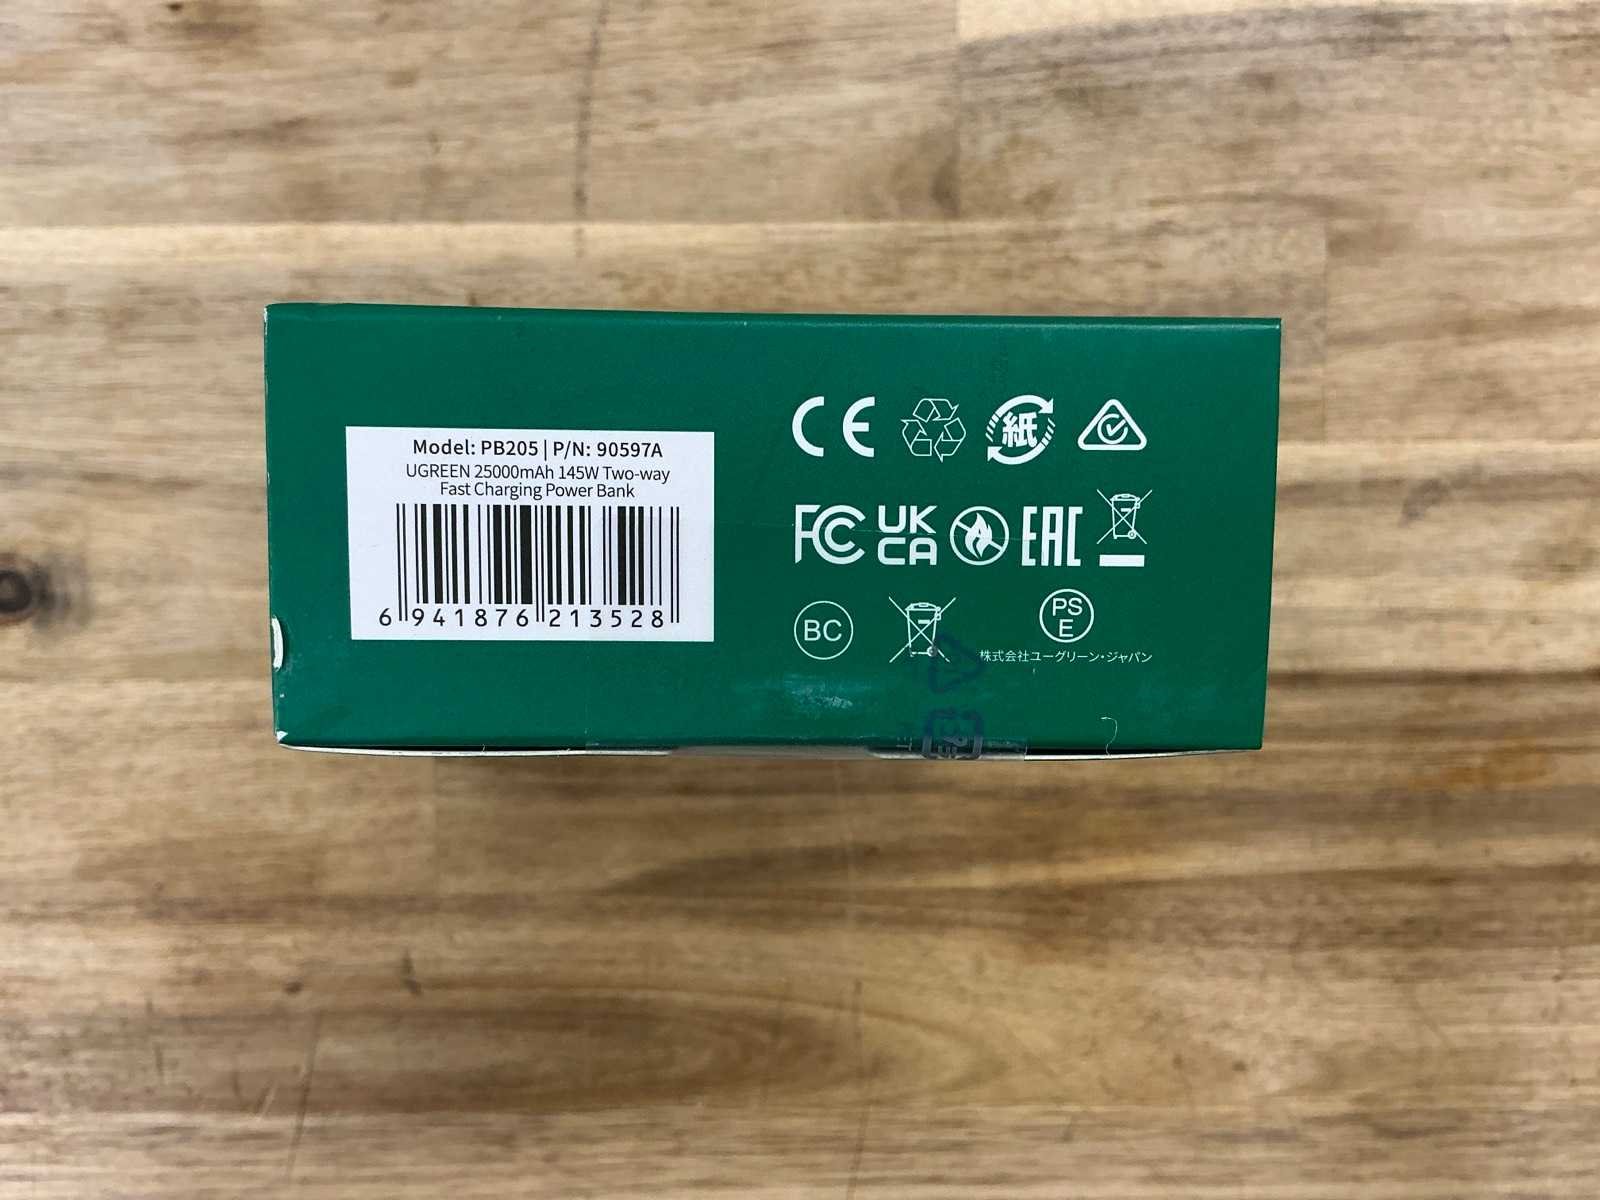 Model: PB205 | P/N: 90597A
UGREEN 25000mAh 145W Two-way
Fast Charging Power Bank
6 941876 213528
CE 紙
FC UK CA EAC
BC PS E
株式会社ユーグリーン・ジャパン